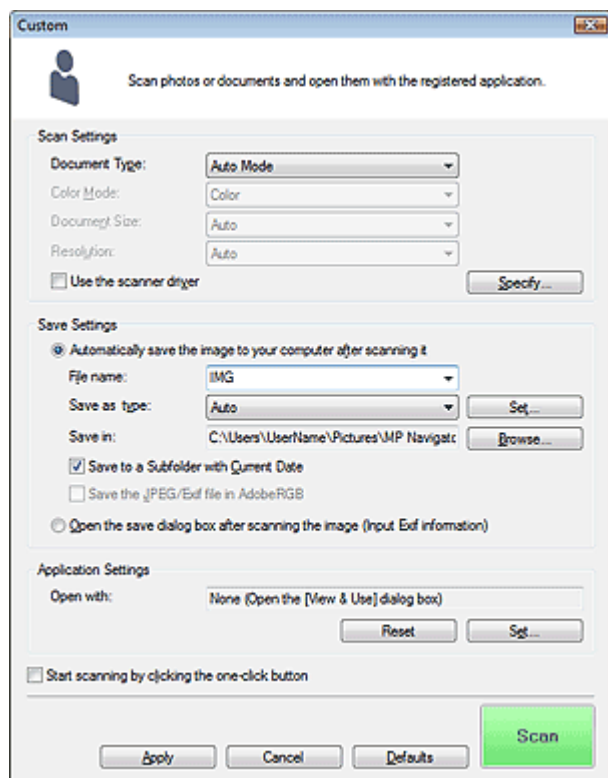 Custom
Scan photos or documents and open them with the registered application.
Scan Settings
Document Type: Auto Mode
Color Mode: Color
Document Size: Auto
Resolution: Auto
Use the scanner driver Specify...
Save Settings
Automatically save the image to your computer after scanning it
File name: IMG
Save as type: Auto Set...
Save in: C:\Users\UserName\Pictures\MP Navigatc Browse...
Save to a Subfolder with Current Date
Save the JPEG/Exif file in AdobeRGB
Open the save dialog box after scanning the image (Input Exif information)
Application Settings
Open with: None (Open the [View & Use] dialog box)
Reset Set...
Start scanning by clicking the one-click button
Scan
Apply Cancel Defaults